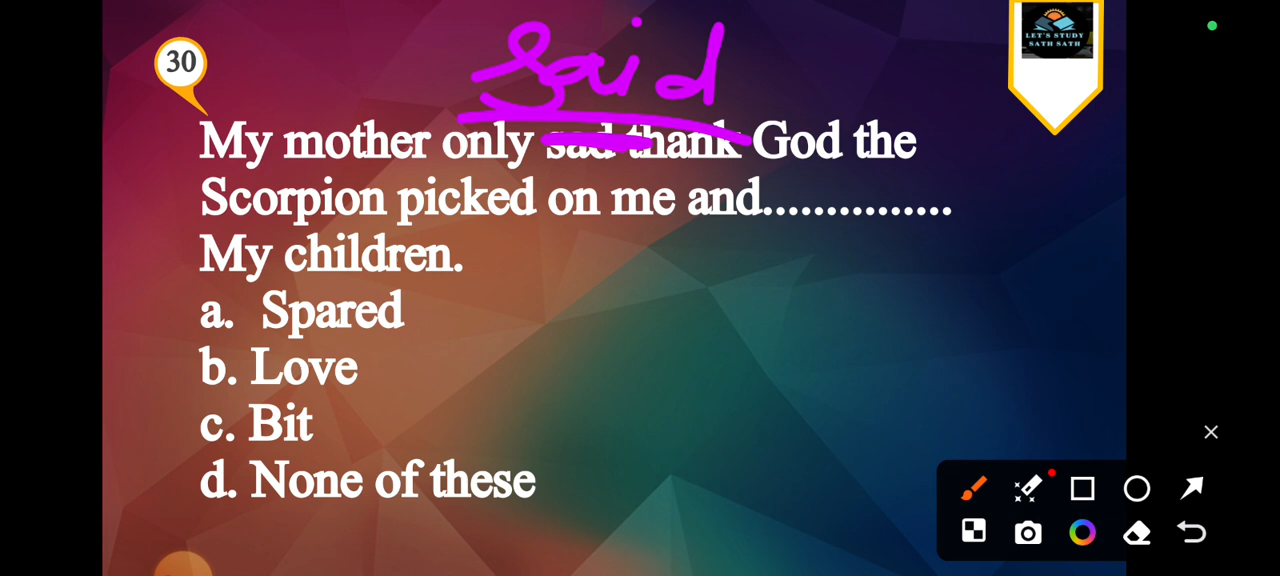 30
said
LET'S STUDY
SATH SATH
My mother only sad thank God the
Scorpion picked on me and...............
My children.
a. Spared
b. Love
c. Bit
d. None of these